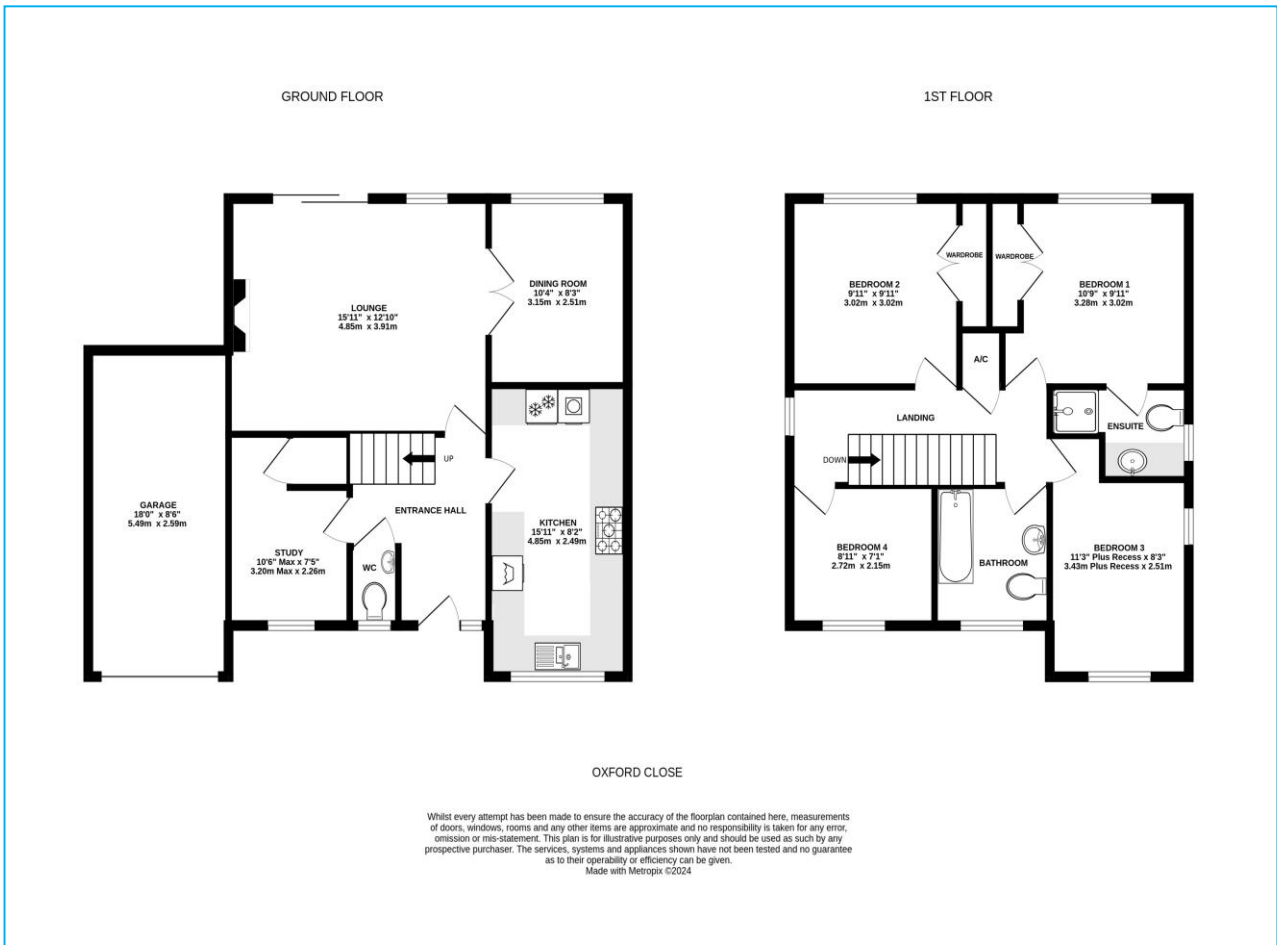 GROUND FLOOR
LOUNGE
15'11" x 12'10"
4.85m x 3.91m
DINING ROOM
10'4" x 8'3"
3.15m x 2.51m
GARAGE
18'0" x 8'6"
5.49m x 2.59m
UP
ENTRANCE HALL
STUDY
10'6" Max x 7'5"
3.20m Max x 2.26m
WC
KITCHEN
15'11" x 8'2"
4.85m x 2.49m
1ST FLOOR
BEDROOM 2
9'11" x 9'11"
3.02m x 3.02m
WARDROBE
WARDROBE
BEDROOM 1
10'9" x 9'11"
3.28m x 3.02m
A/C
LANDING
ENSUITE
DOWN
BEDROOM 4
8'11" x 7'1"
2.72m x 2.15m
BATHROOM
BEDROOM 3
11'3" Plus Recess x 8'3"
3.43m Plus Recess x 2.51m
OXFORD CLOSE
Whilst every attempt has been made to ensure the accuracy of the floorplan contained here, measurements
of doors, windows, rooms and any other items are approximate and no responsibility is taken for any error,
omission or mis-statement. This plan is for illustrative purposes only and should be used as such by any
prospective purchaser. The services, systems and appliances shown have not been tested and no guarantee
as to their operability or efficiency can be given.
Made with Metropix ©2024